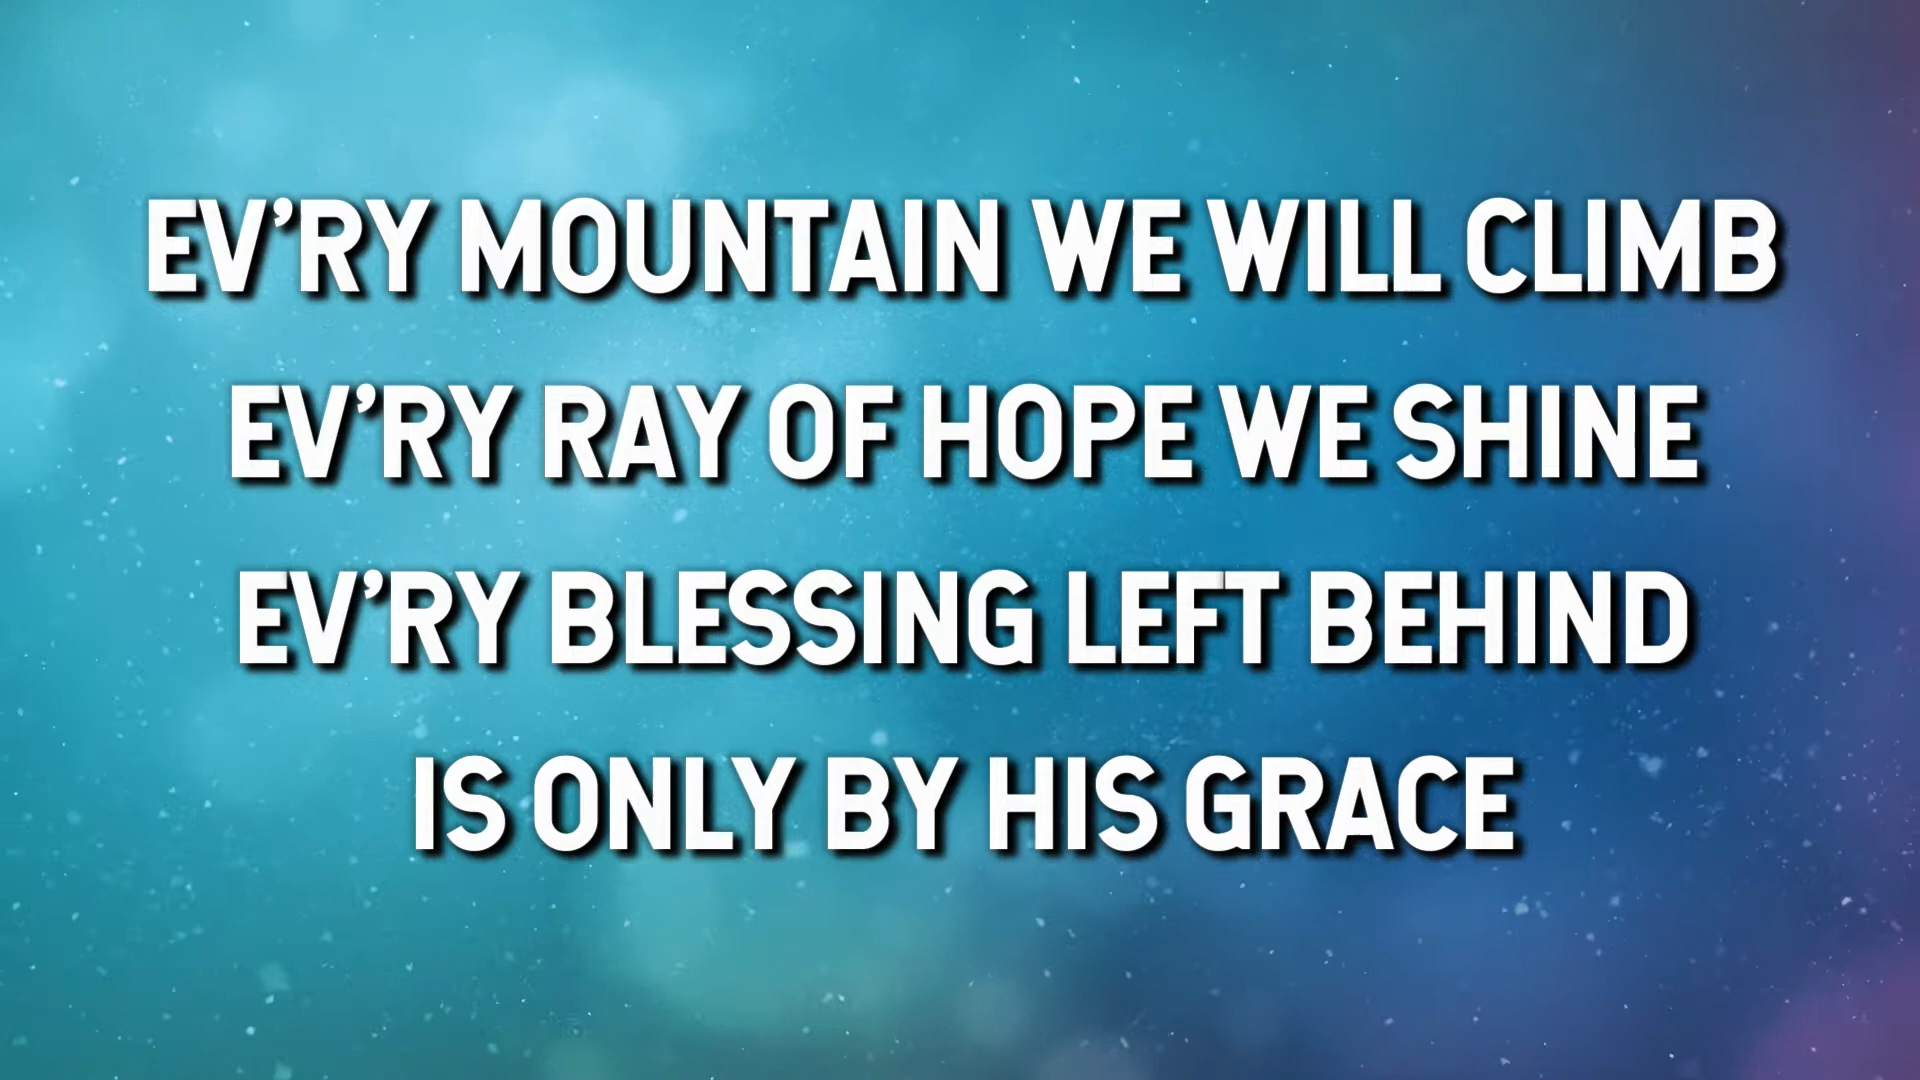 EV’RY MOUNTAIN WE WILL CLIMB
EV’RY RAY OF HOPE WE SHINE
EV’RY BLESSING LEFT BEHIND
IS ONLY BY HIS GRACE